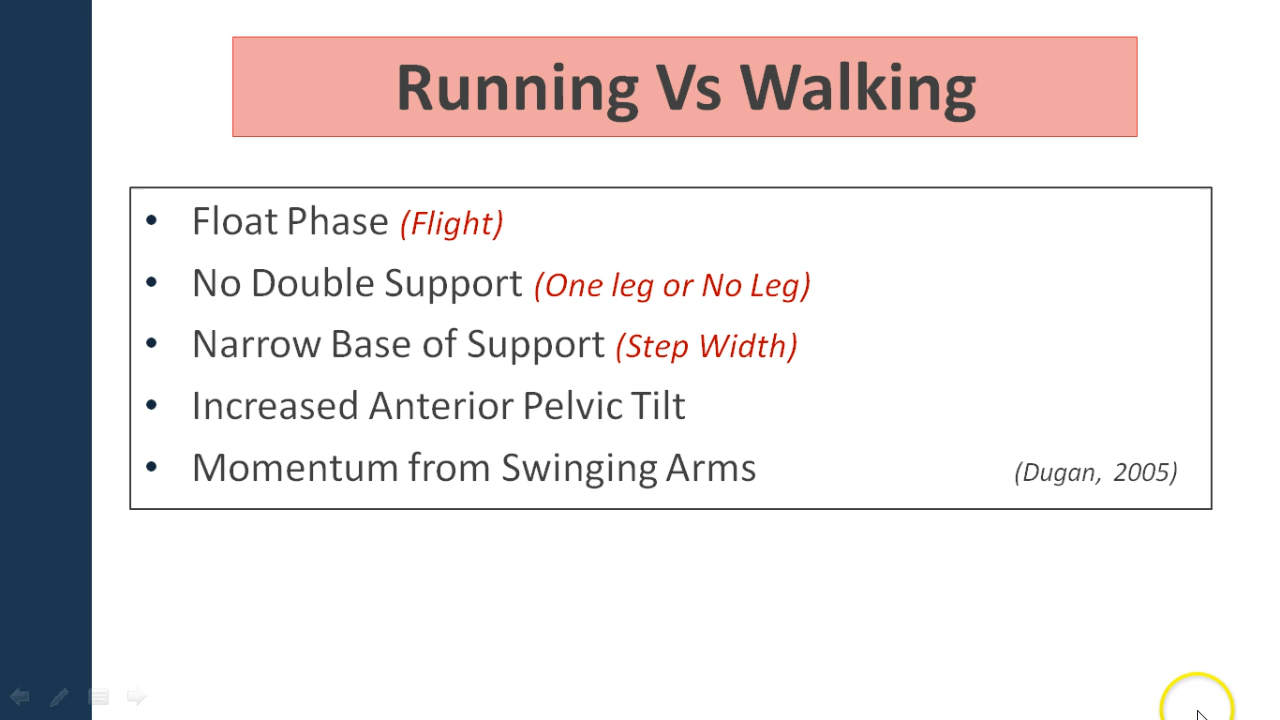 Running Vs Walking
• Float Phase (Flight)
• No Double Support (One leg or No Leg)
• Narrow Base of Support (Step Width)
• Increased Anterior Pelvic Tilt
• Momentum from Swinging Arms (Dugan, 2005)